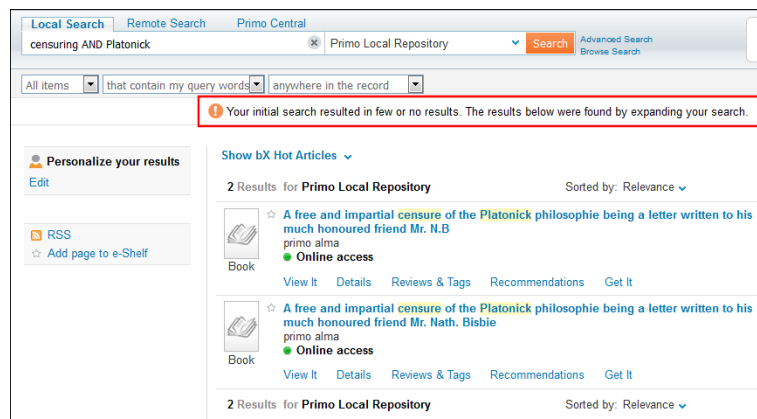 Local Search Remote Search Primo Central
censuring AND Platonick Primo Local Repository Search Advanced Search
Browse Search
All items that contain my query words anywhere in the record
Your initial search resulted in few or no results. The results below were found by expanding your search.
Personalize your results
Edit
RSS
Add page to e-Shelf
Show bX Hot Articles
2 Results for Primo Local Repository Sorted by: Relevance
A free and impartial censure of the Platonick philosophie being a letter written to his
much honoured friend Mr. N.B
primo alma
Online access
Book
View It Details Reviews & Tags Recommendations Get It
A free and impartial censure of the Platonick philosophie being a letter written to his
much honoured friend Mr. Nath. Bisbie
primo alma
Online access
Book
View It Details Reviews & Tags Recommendations Get It
2 Results for Primo Local Repository Sorted by: Relevance